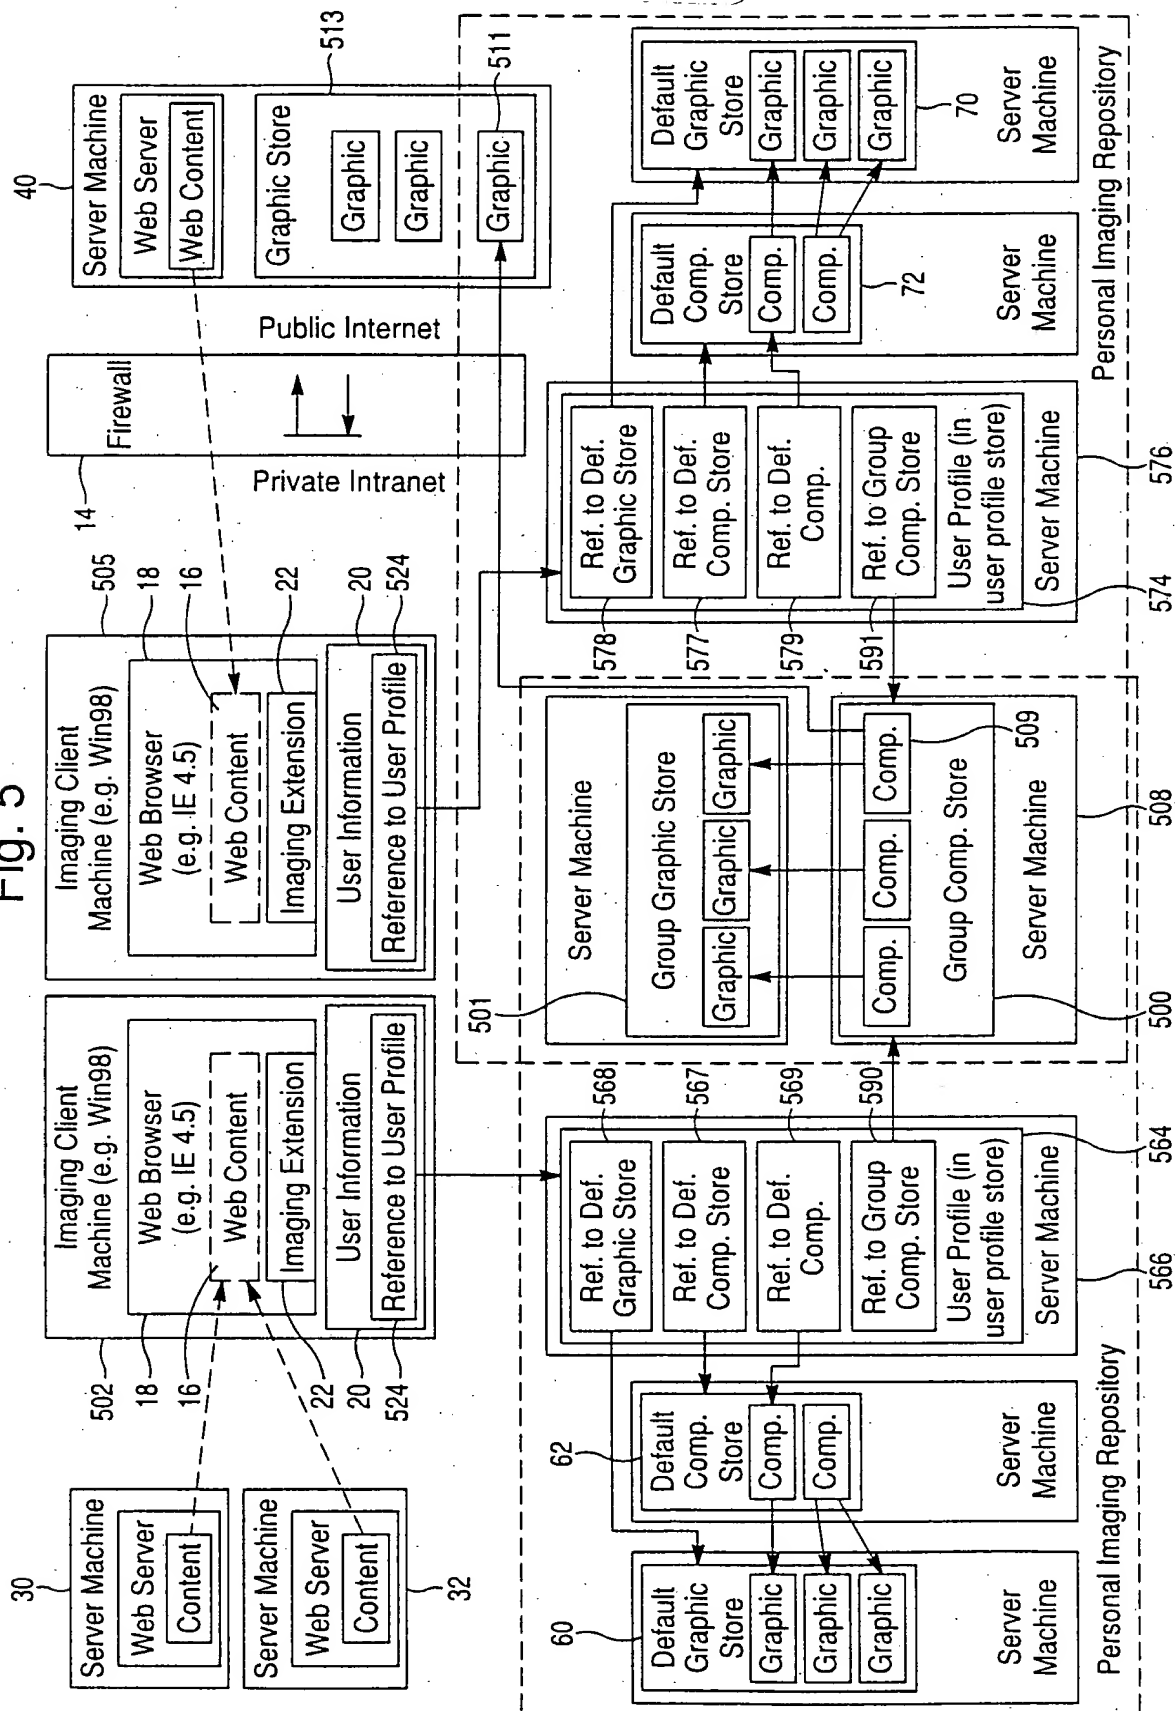 Fig. 5
30
Server Machine
Web Server
Content
Server Machine
Web Server
Content
32
502
18
16
22
20
524
Imaging Client
Machine (e.g. Win98)
Web Browser
(e.g. IE 4.5)
Web Content
Imaging Extension
User Information
Reference to User Profile
Imaging Client
Machine (e.g. Win98)
Web Browser
(e.g. IE 4.5)
Web Content
Imaging Extension
User Information
Reference to User Profile
505
18
16
22
20
524
14
Firewall
Private Intranet
Public Internet
40
Server Machine
Web Server
Web Content
Graphic Store
Graphic
Graphic
Graphic
513
511
60
Default
Graphic
Store
Graphic
Graphic
Graphic
Server
Machine
62
Default
Comp.
Store
Comp.
Comp.
Server
Machine
Personal Imaging Repository
Ref. to Def.
Graphic Store
Ref. to Def.
Comp. Store
Ref. to Def.
Comp.
Ref. to Group
Comp. Store
User Profile (in
user profile store)
Server Machine
568
567
569
590
564
566
501
Server Machine
Group Graphic Store
Graphic
Graphic
Graphic
Comp.
Comp.
Comp.
509
Group Comp. Store
Server Machine
500
508
578
577
579
591
Ref. to Def.
Graphic Store
Ref. to Def.
Comp. Store
Ref. to Def.
Comp.
Ref. to Group
Comp. Store
User Profile (in
user profile store)
Server Machine
574
576
Default
Comp.
Store
Comp.
Comp.
72
Server
Machine
Default
Graphic
Store
Graphic
Graphic
Graphic
70
Server
Machine
Personal Imaging Repository